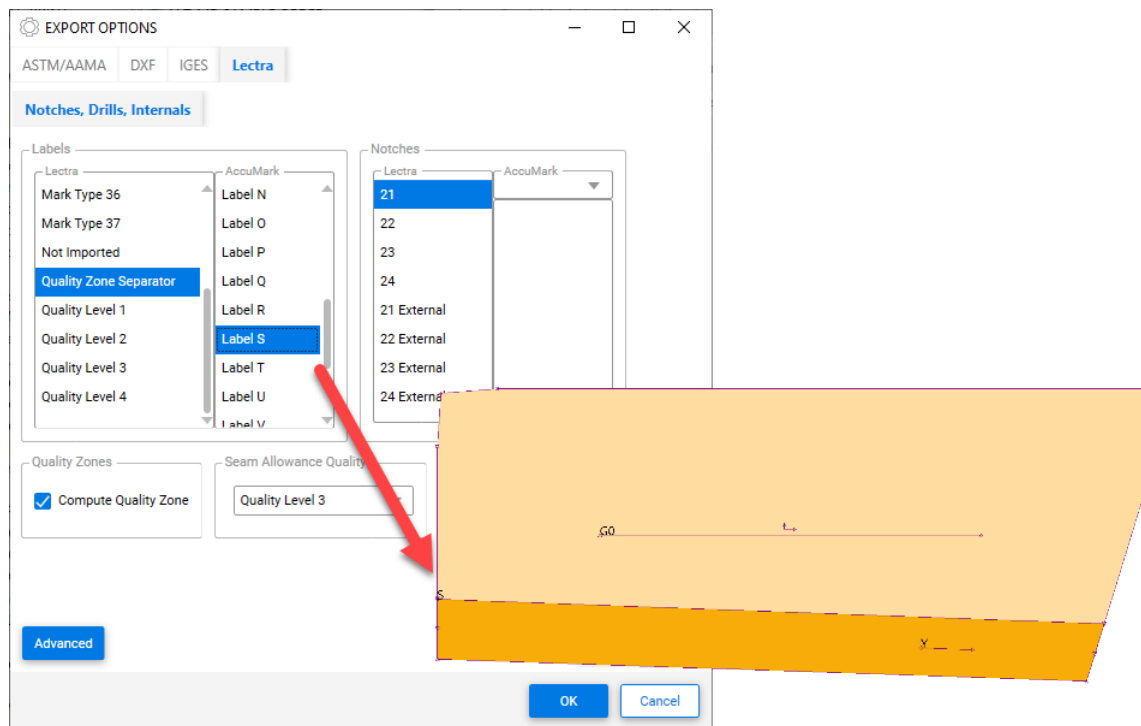 EXPORT OPTIONS
ASTM/AAMA DXF IGES Lectra
Notches, Drills, Internals
Labels
Lectra
Mark Type 36
Mark Type 37
Not Imported
Quality Zone Separator
Quality Level 1
Quality Level 2
Quality Level 3
Quality Level 4
AccuMark
Label N
Label O
Label P
Label Q
Label R
Label S
Label T
Label U
Label V
Notches
Lectra
21
22
23
24
21 External
22 External
23 External
24 Externa
AccuMark
Quality Zones
Compute Quality Zone
Seam Allowance Quality
Quality Level 3
G0
S
Y
Advanced
OK Cancel